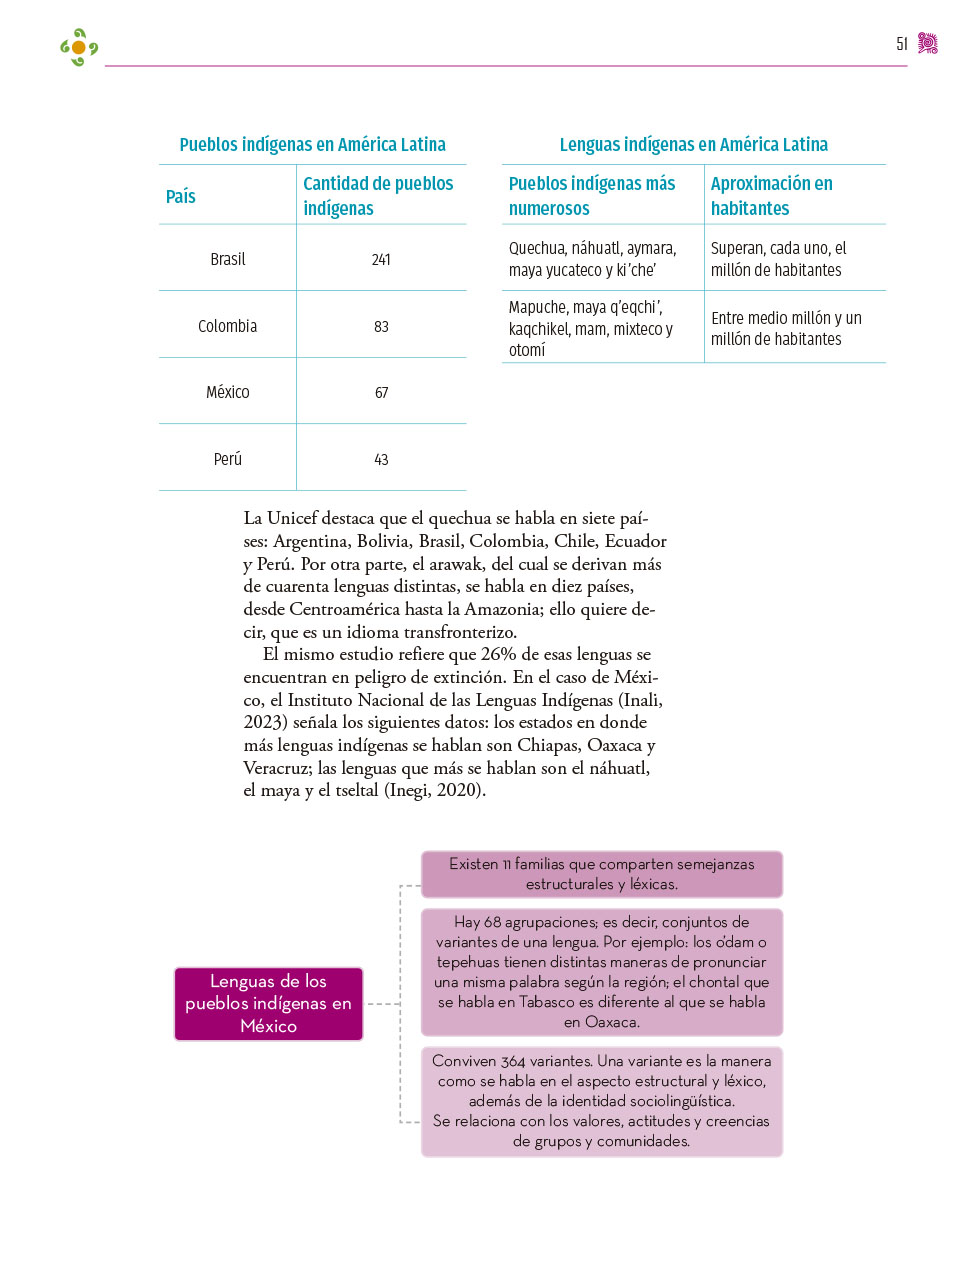 51
Pueblos indígenas en América Latina
País
Cantidad de pueblos
indígenas
Brasil
241
Colombia
83
México
67
Perú
43
Lenguas indígenas en América Latina
Pueblos indígenas más
numerosos
Aproximación en
habitantes
Quechua, náhuatl, aymara,
maya yucateco y ki’che’
Superan, cada uno, el
millón de habitantes
Mapuche, maya q’eqchi’,
kaqchikel, mam, mixteco y
otomí
Entre medio millón y un
millón de habitantes
La Unicef destaca que el quechua se habla en siete paí-
ses: Argentina, Bolivia, Brasil, Colombia, Chile, Ecuador
y Perú. Por otra parte, el arawak, del cual se derivan más
de cuarenta lenguas distintas, se habla en diez países,
desde Centroamérica hasta la Amazonia; ello quiere de-
cir, que es un idioma transfronterizo.
El mismo estudio refiere que 26% de esas lenguas se
encuentran en peligro de extinción. En el caso de Méxi-
co, el Instituto Nacional de las Lenguas Indígenas (Inali,
2023) señala los siguientes datos: los estados en donde
más lenguas indígenas se hablan son Chiapas, Oaxaca y
Veracruz; las lenguas que más se hablan son el náhuatl,
el maya y el tseltal (Inegi, 2020).
Lenguas de los
pueblos indígenas en
México
Existen 11 familias que comparten semejanzas
estructurales y léxicas.
Hay 68 agrupaciones; es decir, conjuntos de
variantes de una lengua. Por ejemplo: los o’dam o
tepehuas tienen distintas maneras de pronunciar
una misma palabra según la región; el chontal que
se habla en Tabasco es diferente al que se habla
en Oaxaca.
Conviven 364 variantes. Una variante es la manera
como se habla en el aspecto estructural y léxico,
además de la identidad sociolingüística.
Se relaciona con los valores, actitudes y creencias
de grupos y comunidades.